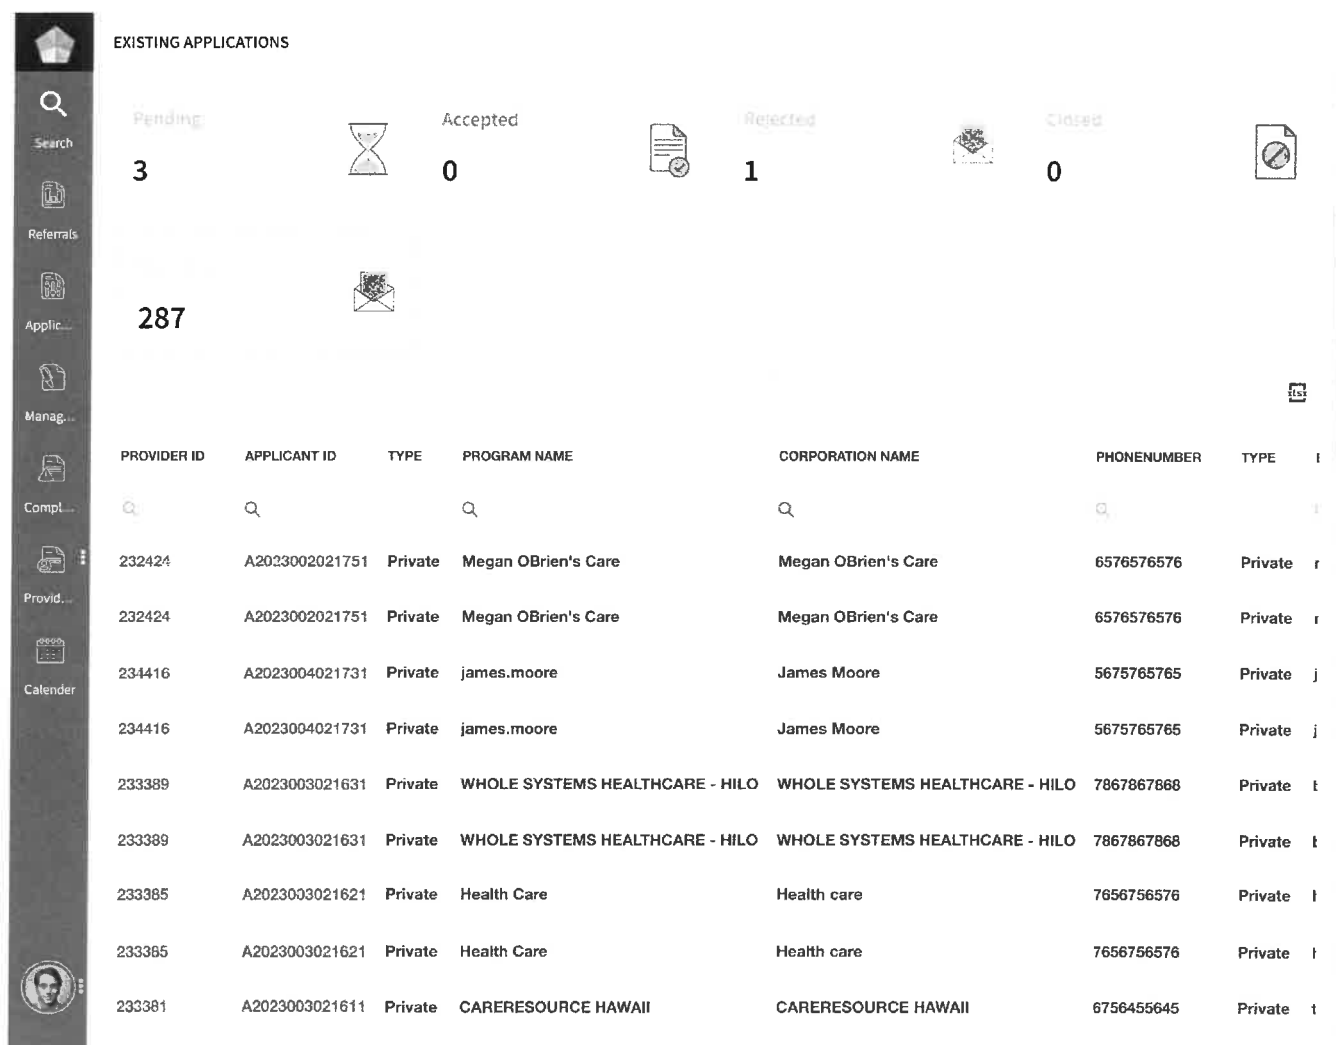 EXISTING APPLICATIONS
Search
Referrals
Applic...
Manag...
Compl...
Provid...
Calender
Pending
3
Accepted
0
Rejected
1
Closed
0
287
xlsx
PROVIDER ID APPLICANT ID TYPE PROGRAM NAME CORPORATION NAME PHONENUMBER TYPE
232424 A2023002021751 Private Megan OBrien's Care Megan OBrien's Care 6576576576 Private
232424 A2023002021751 Private Megan OBrien's Care Megan OBrien's Care 6576576576 Private
234416 A2023004021731 Private james.moore James Moore 5675765765 Private j
234416 A2023004021731 Private james.moore James Moore 5675765765 Private j
233389 A2023003021631 Private WHOLE SYSTEMS HEALTHCARE - HILO WHOLE SYSTEMS HEALTHCARE - HILO 7867867868 Private
233389 A2023003021631 Private WHOLE SYSTEMS HEALTHCARE - HILO WHOLE SYSTEMS HEALTHCARE - HILO 7867867868 Private
233385 A2023003021621 Private Health Care Health care 7656756576 Private
233385 A2023003021621 Private Health Care Health care 7656756576 Private
233381 A2023003021611 Private CARERESOURCE HAWAII CARERESOURCE HAWAII 6756455645 Private t